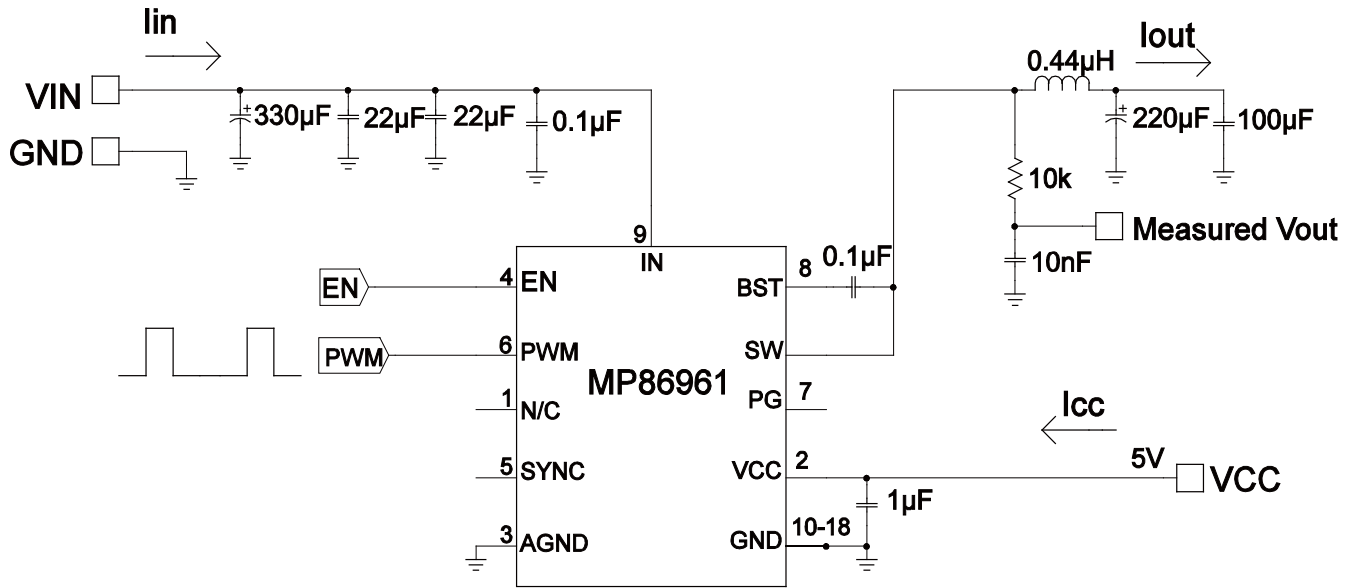 Iin
VIN
GND
330µF
22µF
22µF
0.1µF
Iout
0.44µH
220µF
100µF
10k
Measured Vout
10nF
0.1µF
9
IN
EN
4
EN
8
BST
PWM
6
PWM
SW
MP86961
1
N/C
7
PG
Icc
5
SYNC
2
VCC
5V
VCC
1µF
3
AGND
GND
10-18
+
+